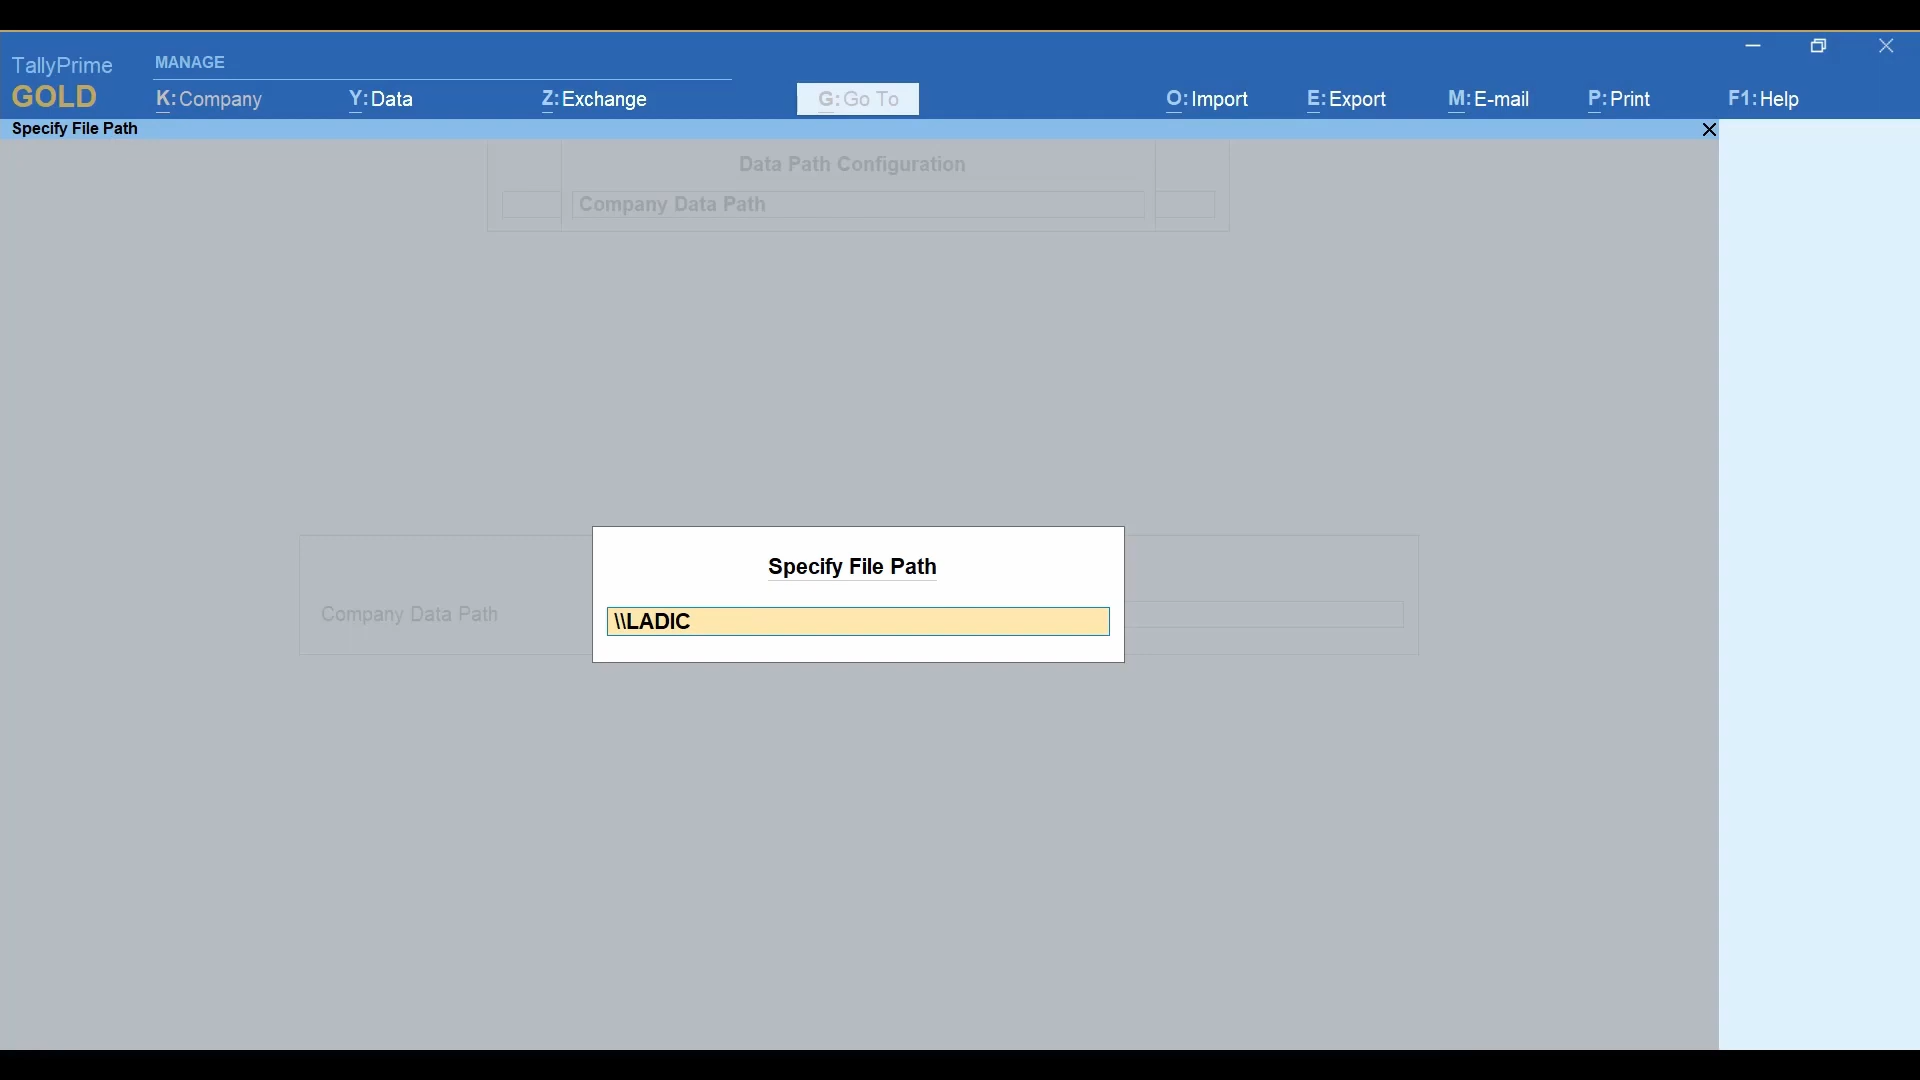 TallyPrime
GOLD
MANAGE
K:Company
Y:Data
Z:Exchange
G:Go To
O:Import
E:Export
M:E-mail
P:Print
F1:Help
Specify File Path
Data Path Configuration
Company Data Path
Specify File Path
\\LADIC
Company Data Path